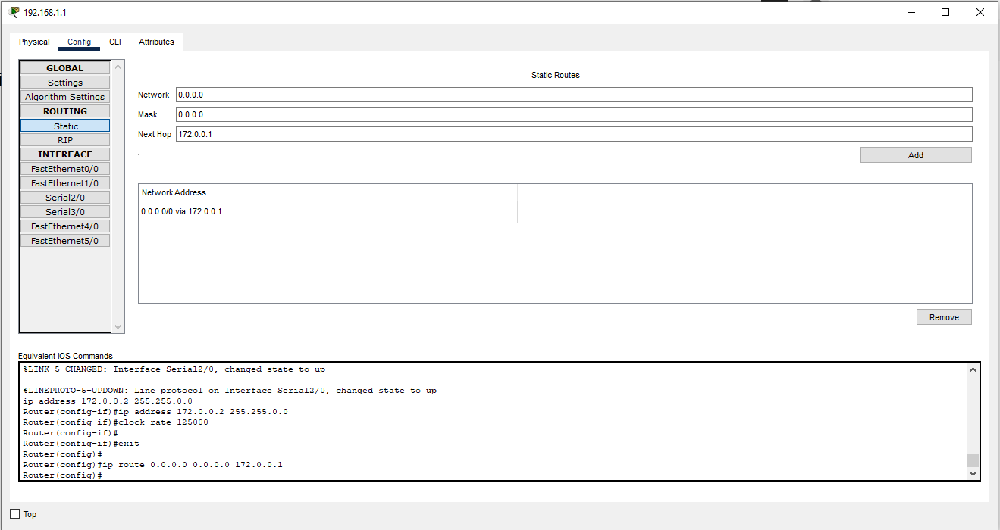 192.168.1.1
Physical Config CLI Attributes
GLOBAL
Settings
Algorithm Settings
ROUTING
Static
RIP
INTERFACE
FastEthernet0/0
FastEthernet1/0
Serial2/0
Serial3/0
FastEthernet4/0
FastEthernet5/0
Static Routes
Network 0.0.0.0
Mask 0.0.0.0
Next Hop 172.0.0.1
Add
Network Address
0.0.0.0/0 via 172.0.0.1
Remove
Equivalent IOS Commands
%LINK-5-CHANGED: Interface Serial2/0, changed state to up
%LINEPROTO-5-UPDOWN: Line protocol on Interface Serial2/0, changed state to up
ip address 172.0.0.2 255.255.0.0
Router(config-if)#ip address 172.0.0.2 255.255.0.0
Router(config-if)#clock rate 125000
Router(config-if)#
Router(config-if)#exit
Router(config)#
Router(config)#ip route 0.0.0.0 0.0.0.0 172.0.0.1
Router(config)#
Top